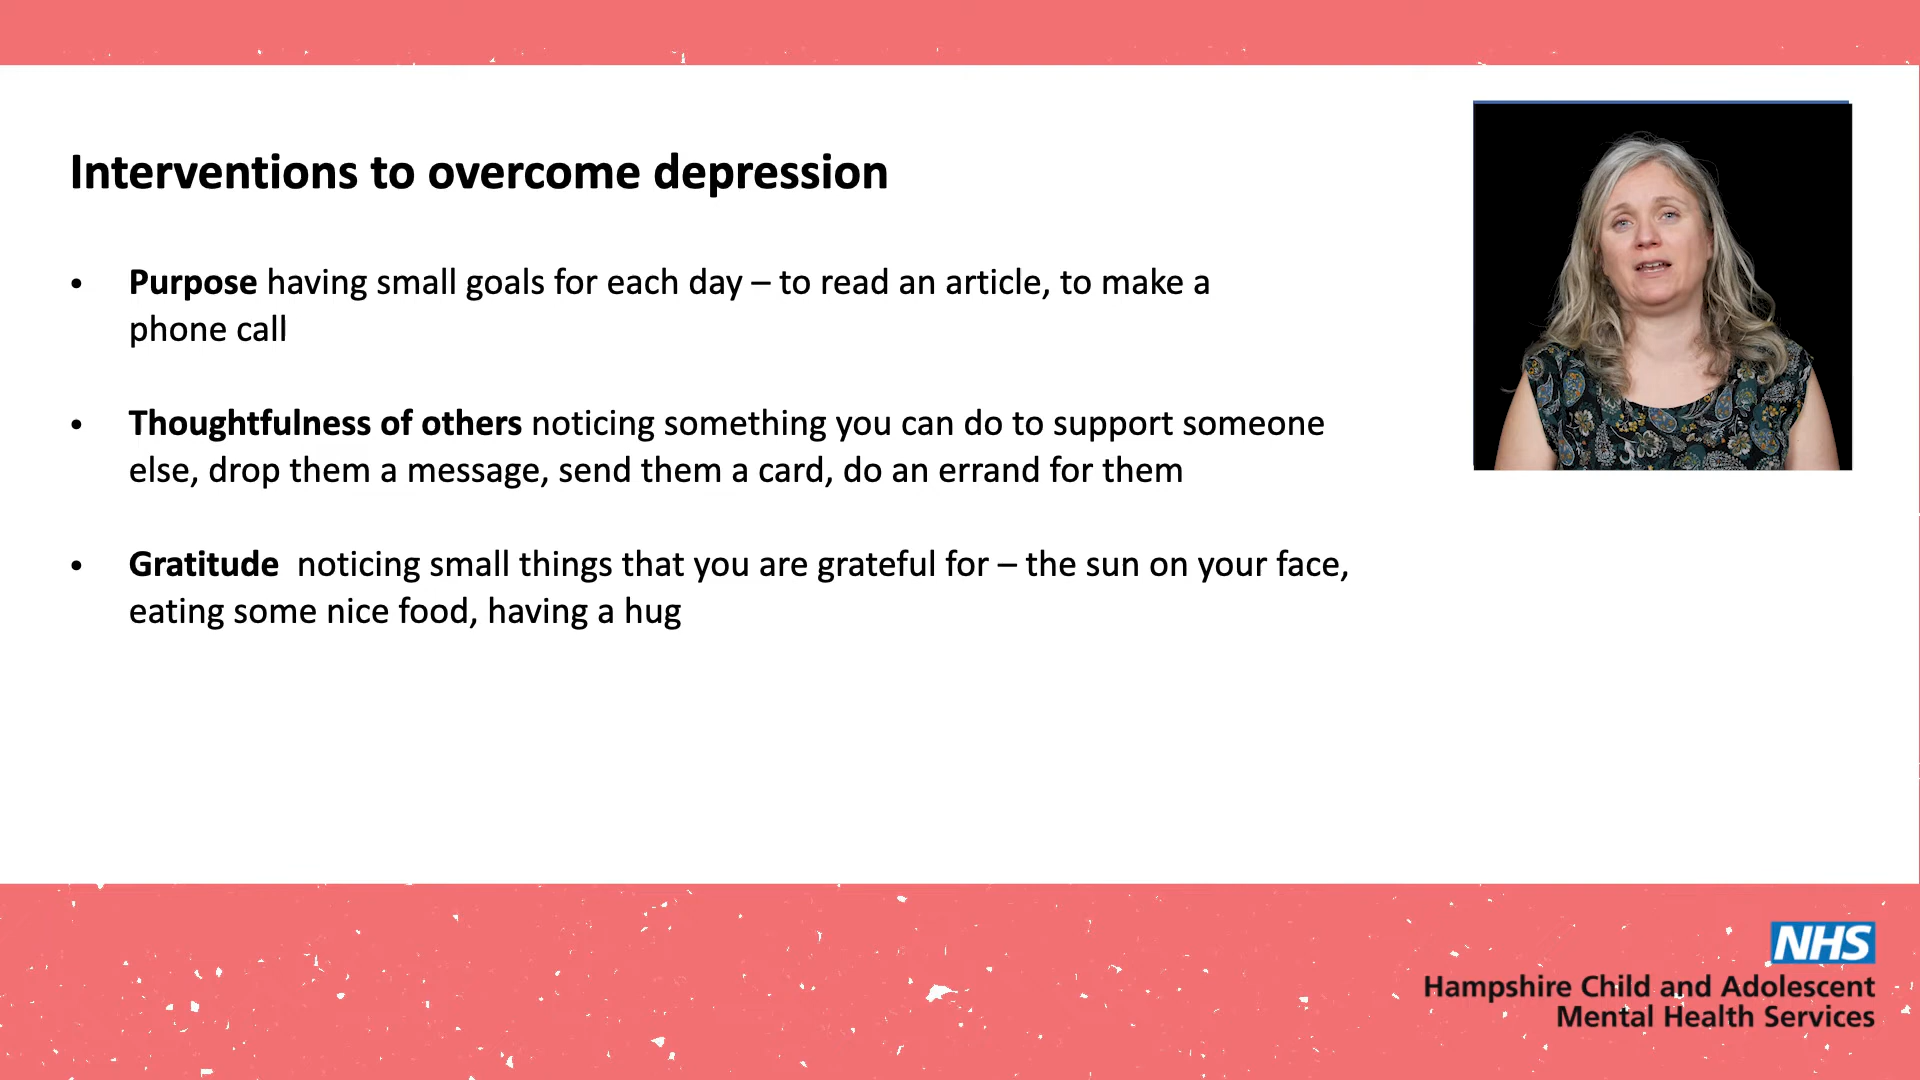 Interventions to overcome depression
• Purpose having small goals for each day – to read an article, to make a
phone call
• Thoughtfulness of others noticing something you can do to support someone
else, drop them a message, send them a card, do an errand for them
• Gratitude  noticing small things that you are grateful for – the sun on your face,
eating some nice food, having a hug
NHS
Hampshire Child and Adolescent
Mental Health Services